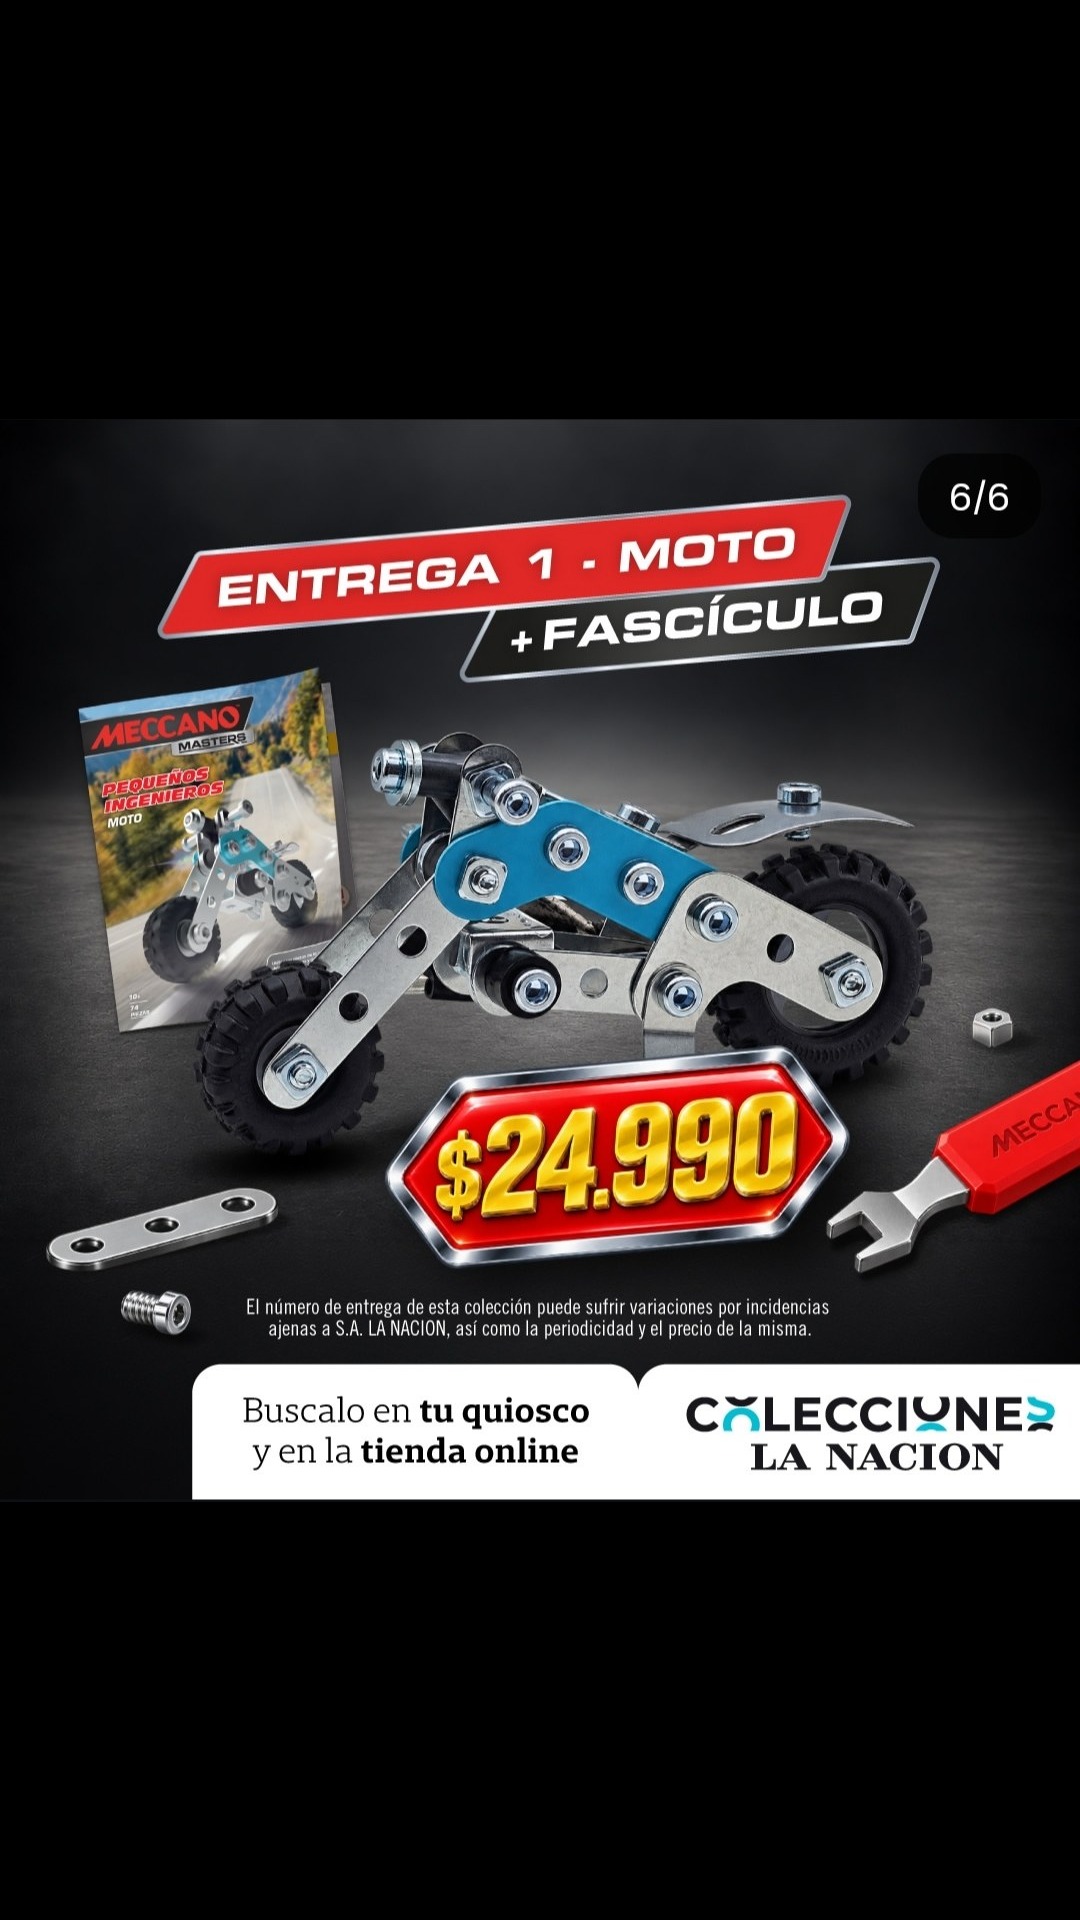 6/6
ENTREGA 1 - MOTO
+ FASCÍCULO
MECCANO
MASTERS
PEQUEÑOS
INGENIEROS
MOTO
$24.990
MECCA
El número de entrega de esta colección puede sufrir variaciones por incidencias
ajenas a S.A. LA NACION, así como la periodicidad y el precio de la misma.
Buscalo en tu quiosco
y en la tienda online
COLECCIONES
LA NACION